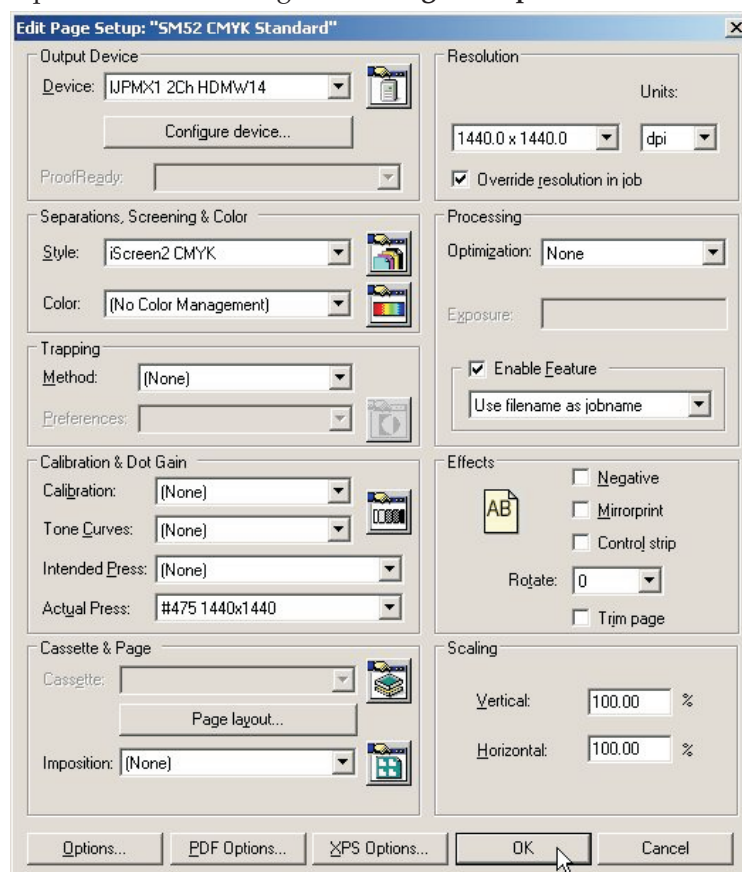 Edit Page Setup: "SM52 CMYK Standard"
Output Device
Device: IJPMX1 2Ch HDMW14
Configure device...
ProofReady:
Separations, Screening & Color
Style: iScreen2 CMYK
Color: (No Color Management)
Trapping
Method: (None)
Preferences:
Calibration & Dot Gain
Calibration: (None)
Tone Curves: (None)
Intended Press: (None)
Actual Press: #475 1440x1440
Cassette & Page
Cassette:
Page layout...
Imposition: (None)
Resolution
Units:
1440.0 x 1440.0 dpi
Override resolution in job
Processing
Optimization: None
Exposure:
Enable Feature
Use filename as jobname
Effects
AB
Negative
Mirrorprint
Control strip
Rotate: 0
Trim page
Scaling
Vertical: 100.00 %
Horizontal: 100.00 %
Options... PDF Options... XPS Options... OK Cancel